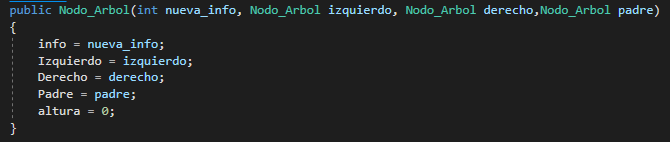 public Nodo_Arbol(int nueva_info, Nodo_Arbol izquierdo, Nodo_Arbol derecho,Nodo_Arbol padre)
{
info = nueva_info;
Izquierdo = izquierdo;
Derecho = derecho;
Padre = padre;
altura = 0;
}